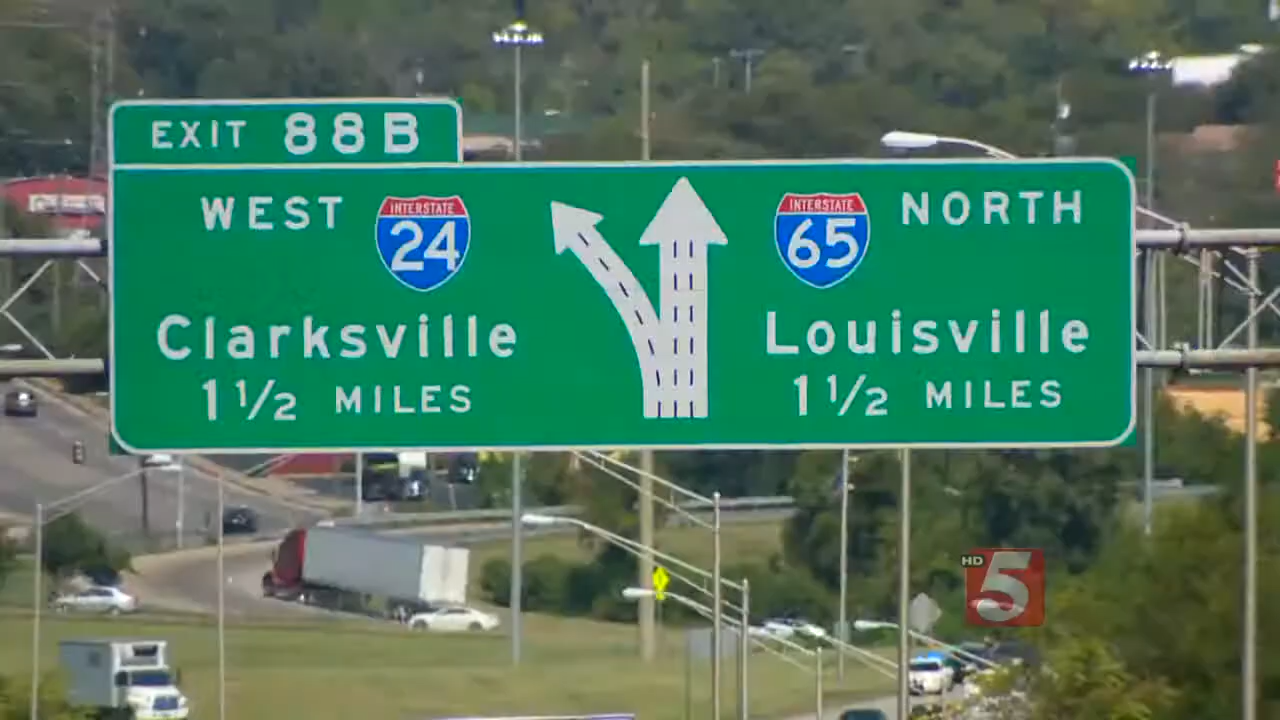 EXIT 88B
WEST INTERSTATE 24
Clarksville
1 1/2 MILES
INTERSTATE 65 NORTH
Louisville
1 1/2 MILES
HD 5